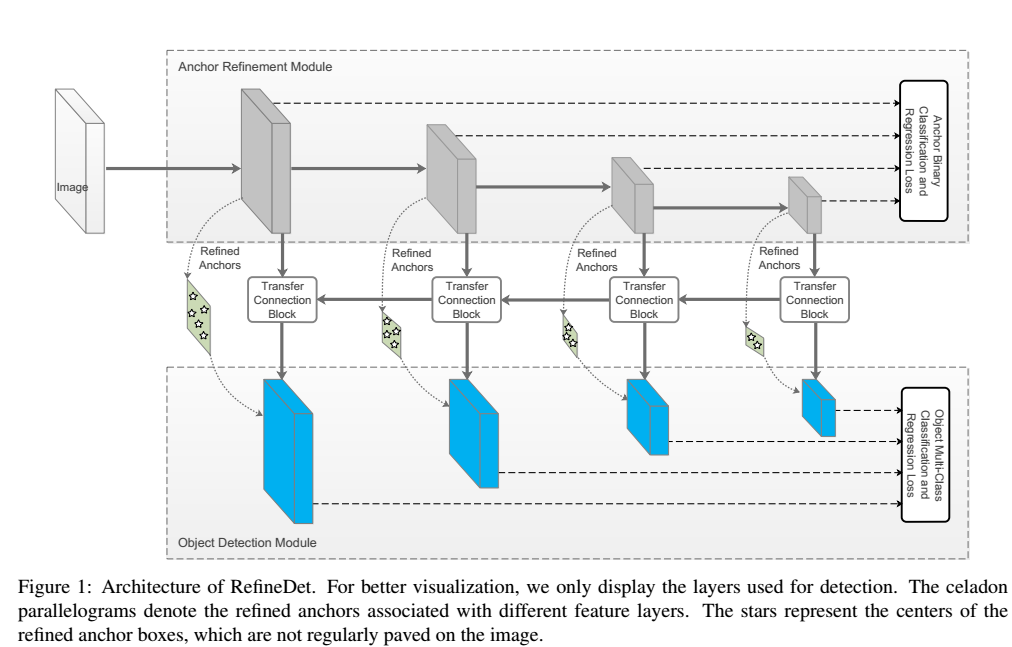 Anchor Refinement Module
Image
Anchor Binary
Classification and
Regression Loss
Refined
Anchors
Refined
Anchors
Refined
Anchors
Refined
Anchors
Transfer
Connection
Block
Transfer
Connection
Block
Transfer
Connection
Block
Transfer
Connection
Block
Object Multi-Class
Classification and
Regression Loss
Object Detection Module
Figure 1: Architecture of RefineDet. For better visualization, we only display the layers used for detection. The celadon
parallelograms denote the refined anchors associated with different feature layers. The stars represent the centers of the
refined anchor boxes, which are not regularly paved on the image.